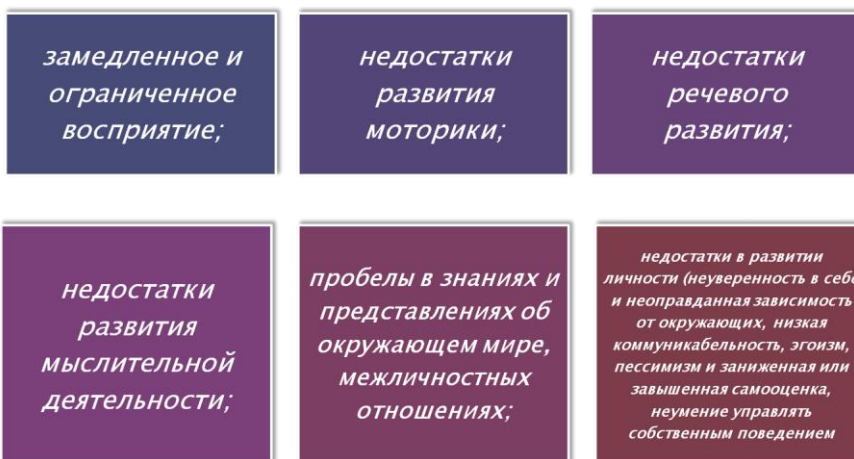 замедленное и
ограниченное
восприятие;
недостатки
развития
моторики;
недостатки
речевого
развития;
недостатки
развития
мыслительной
деятельности;
пробелы в знаниях и
представлениях об
окружающем мире,
межличностных
отношениях;
недостатки в развитии
личности (неуверенность в себе
и неоправданная зависимость
от окружающих, низкая
коммуникабельность, эгоизм,
пессимизм и заниженная или
завышенная самооценка,
неумение управлять
собственным поведением